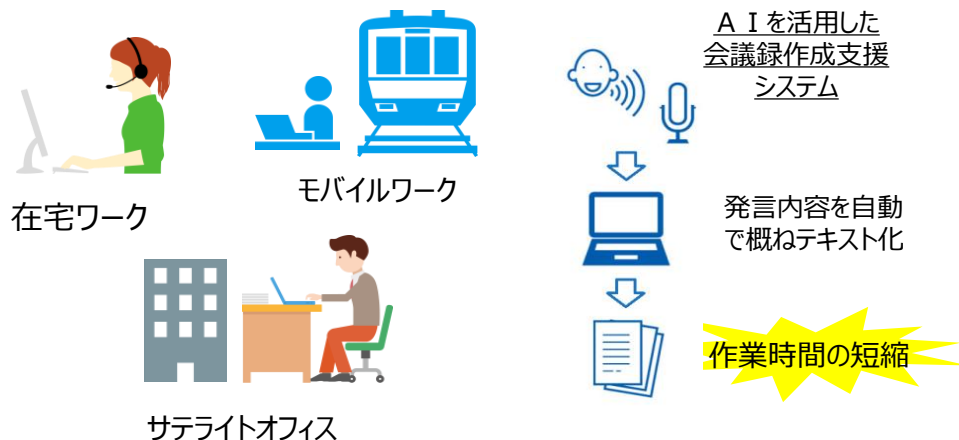 在宅ワーク
モバイルワーク
サテライトオフィス
ＡＩを活用した
会議録作成支援
システム
発言内容を自動
で概ねテキスト化
作業時間の短縮